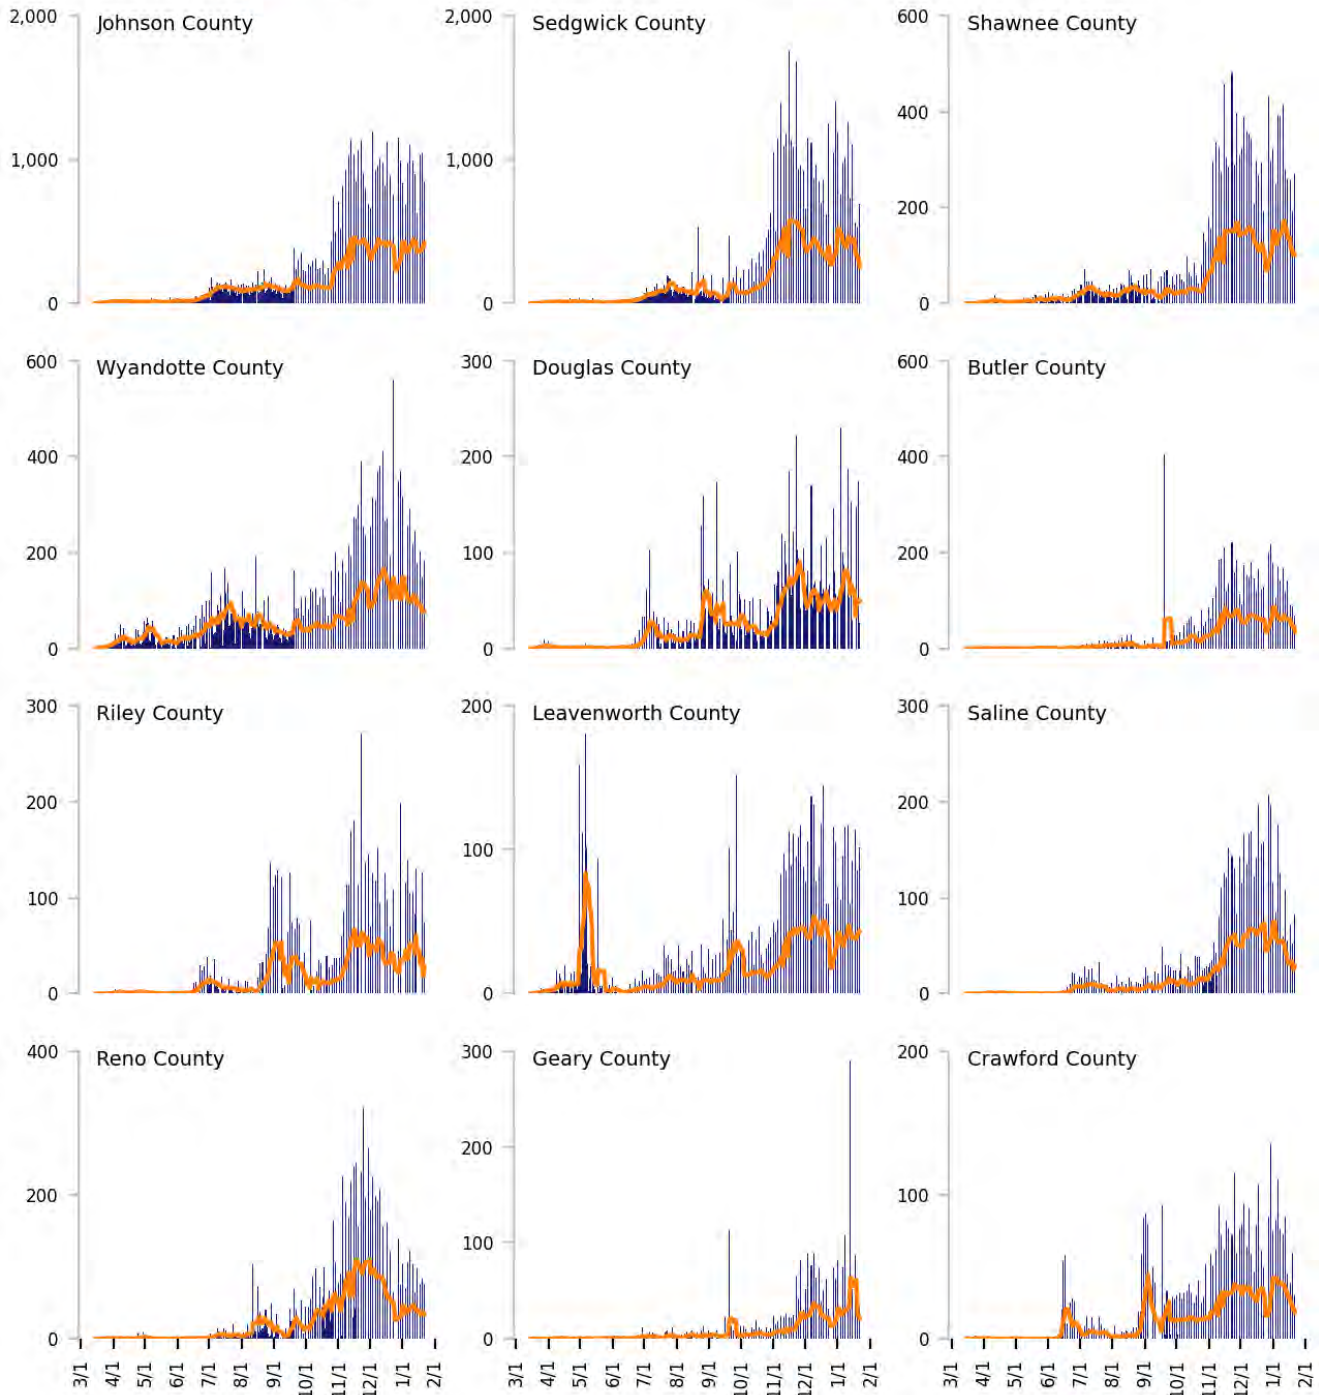 2,000
Johnson County
1,000
0
2,000
Sedgwick County
1,000
0
600
Shawnee County
400
200
0
600
Wyandotte County
400
200
0
300
Douglas County
200
100
0
600
Butler County
400
200
0
300
Riley County
200
100
0
200
Leavenworth County
100
0
300
Saline County
200
100
0
400
Reno County
200
0
300
Geary County
200
100
0
200
Crawford County
100
0
3/1 4/1 5/1 6/1 7/1 8/1 9/1 10/1 11/1 12/1 1/1 2/1
3/1 4/1 5/1 6/1 7/1 8/1 9/1 10/1 11/1 12/1 1/1 2/1
3/1 4/1 5/1 6/1 7/1 8/1 9/1 10/1 11/1 12/1 1/1 2/1